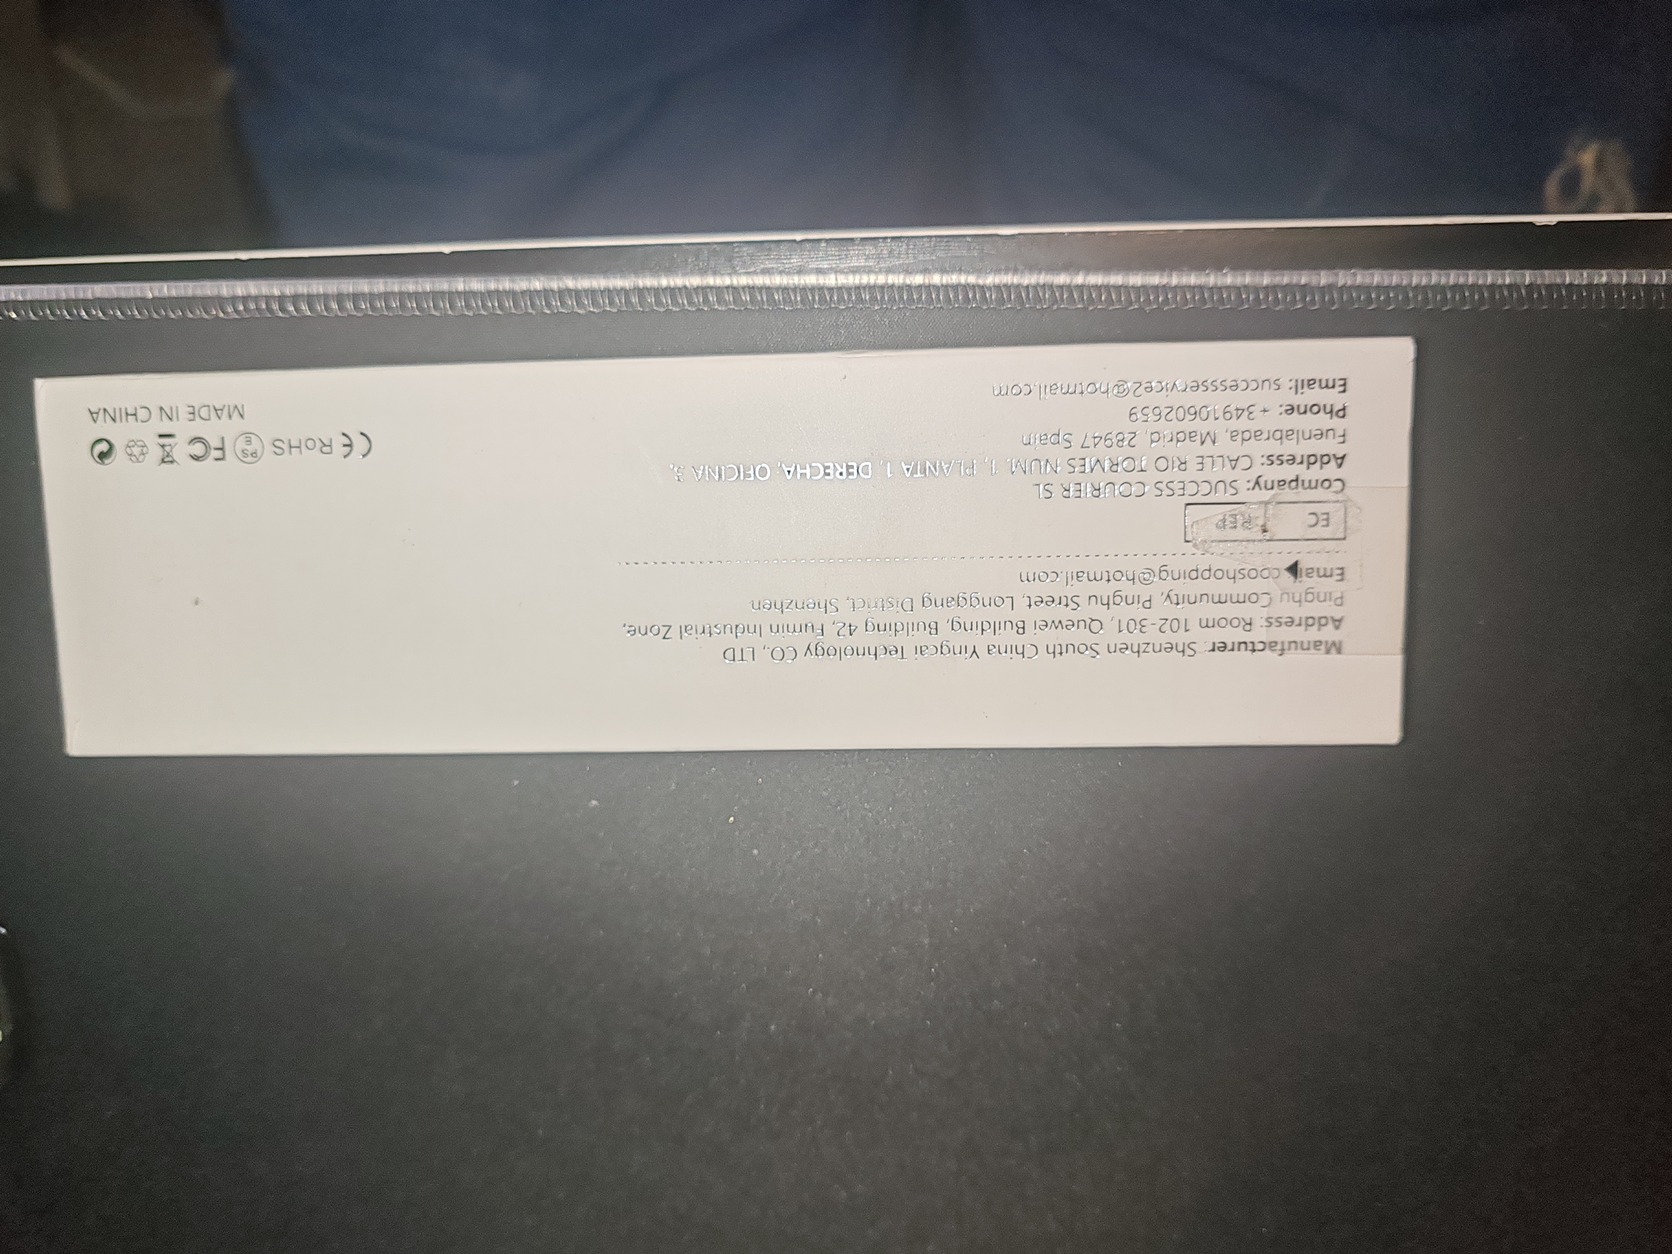 Manufacturer: Shenzhen South China Yingcai Technology CO., LTD
Address: Room 102-301, Quewei Building, Building 42, Fumin Industrial Zone,
Pinghu Community, Pinghu Street, Longgang District, Shenzhen
Email: cooshopping@hotmail.com
EC REP
Company: SUCCESS COURIER SL
Address: CALLE RIO TORMES NUM. 1, PLANTA 1, DERECHA, OFICINA 3,
Fuenlabrada, Madrid, 28947 Spain
Phone: +34910602659
Email: successservice2@hotmail.com
CE RoHS PS E FC
MADE IN CHINA